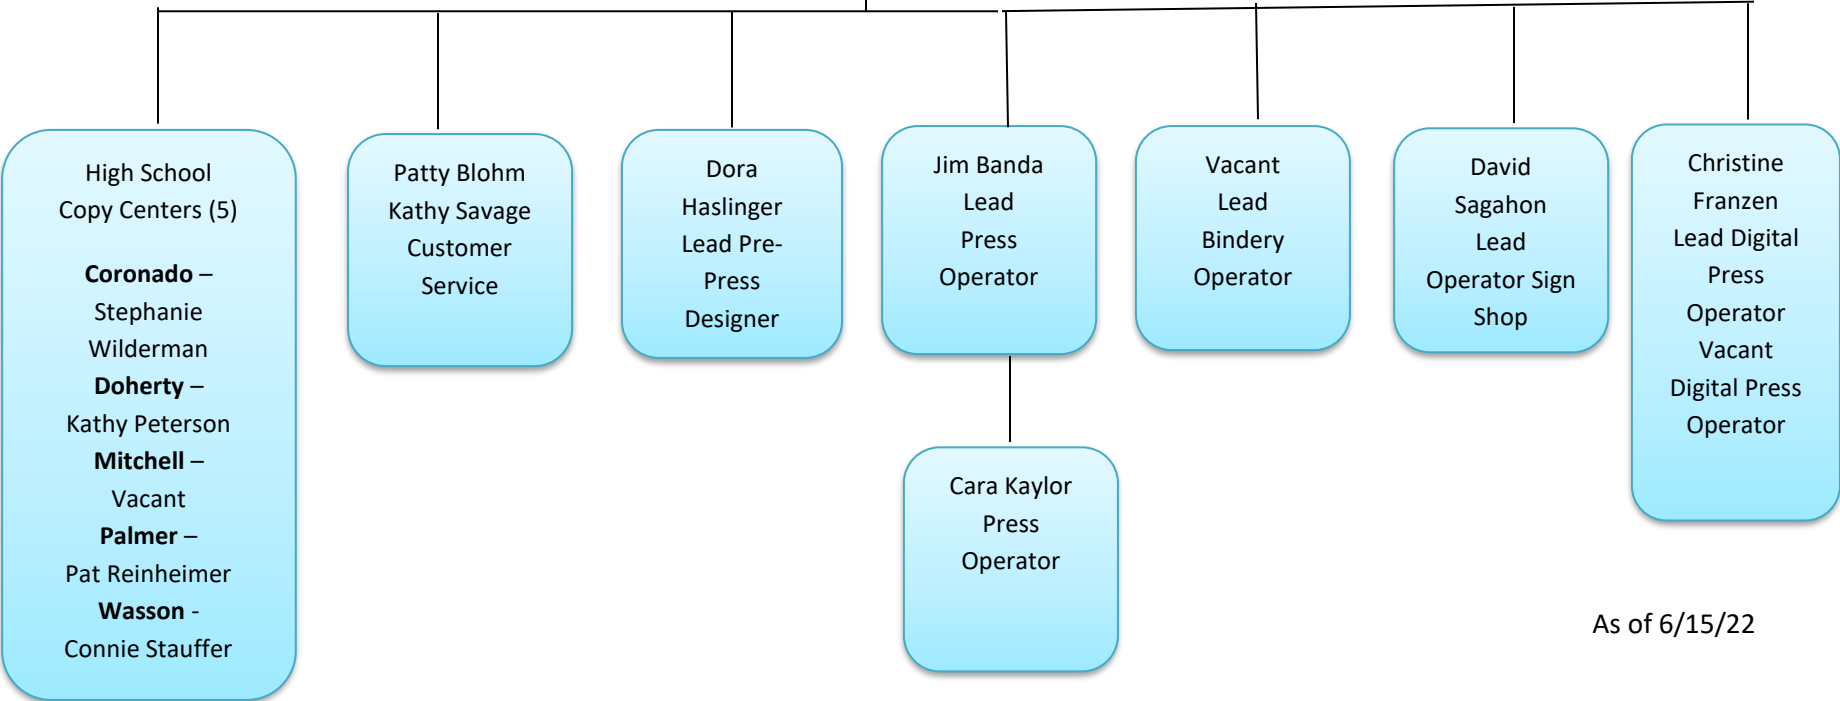 High School
Copy Centers (5)
Coronado –
Stephanie
Wilderman
Doherty –
Kathy Peterson
Mitchell –
Vacant
Palmer –
Pat Reinheimer
Wasson -
Connie Stauffer
Patty Blohm
Kathy Savage
Customer
Service
Dora
Haslinger
Lead Pre-
Press
Designer
Jim Banda
Lead
Press
Operator
Vacant
Lead
Bindery
Operator
David
Sagahon
Lead
Operator Sign
Shop
Christine
Franzen
Lead Digital
Press
Operator
Vacant
Digital Press
Operator
Cara Kaylor
Press
Operator
As of 6/15/22